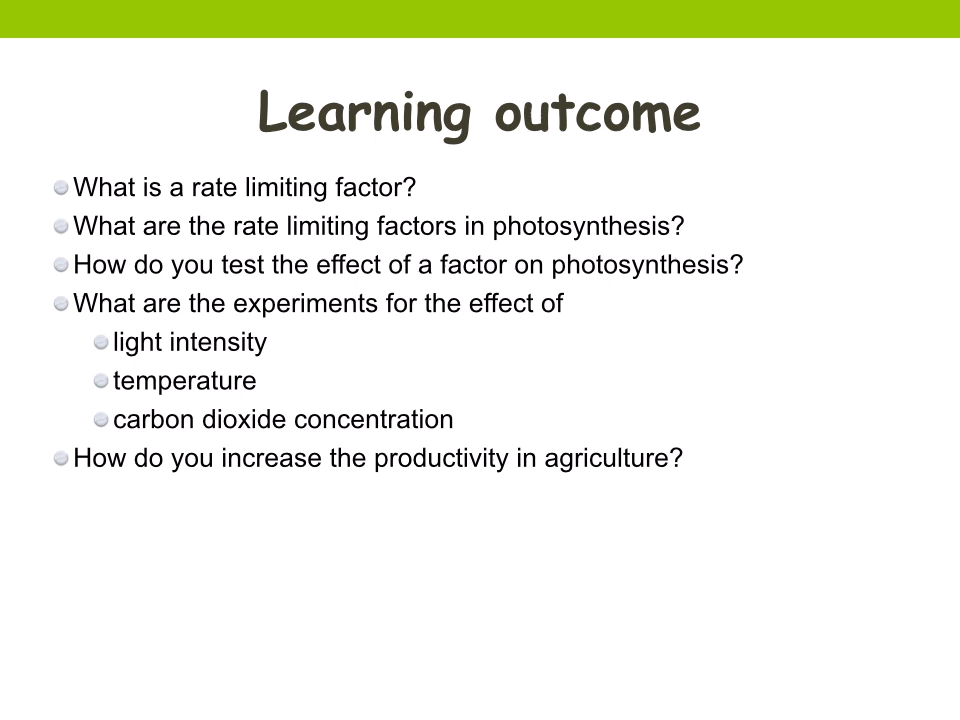 Learning outcome
What is a rate limiting factor?
What are the rate limiting factors in photosynthesis?
How do you test the effect of a factor on photosynthesis?
What are the experiments for the effect of
light intensity
temperature
carbon dioxide concentration
How do you increase the productivity in agriculture?